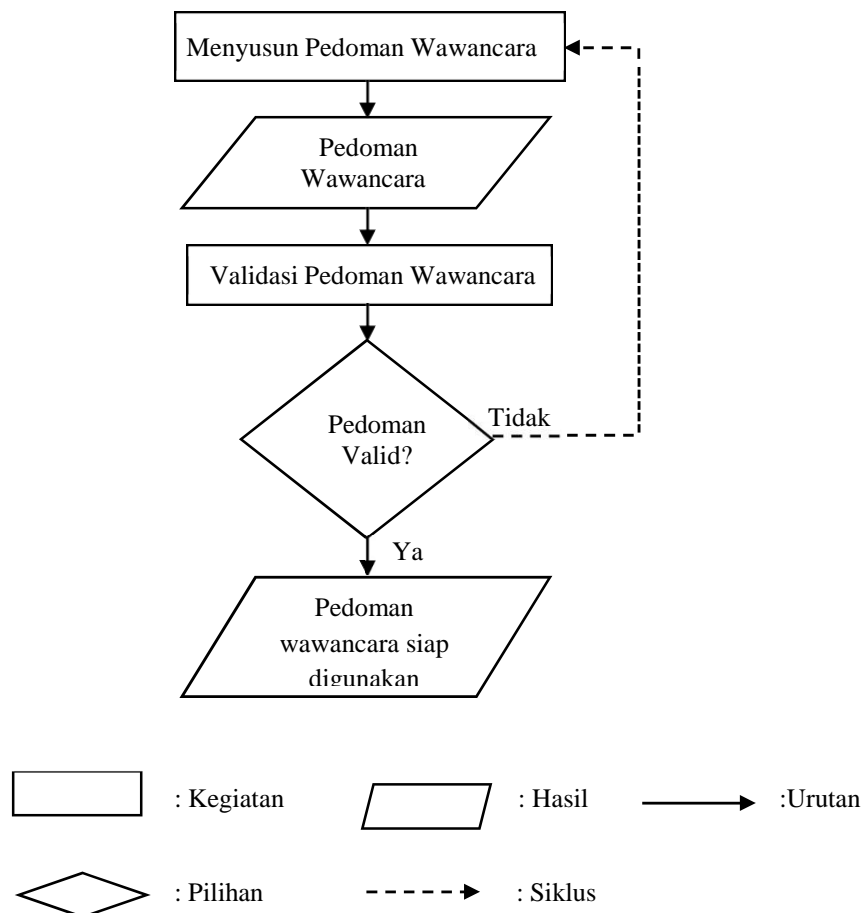 Menyusun Pedoman Wawancara
Pedoman
Wawancara
Validasi Pedoman Wawancara
Pedoman
Valid?
Tidak
Ya
Pedoman
wawancara siap
digunakan
: Kegiatan
: Hasil
:Urutan
: Pilihan
: Siklus